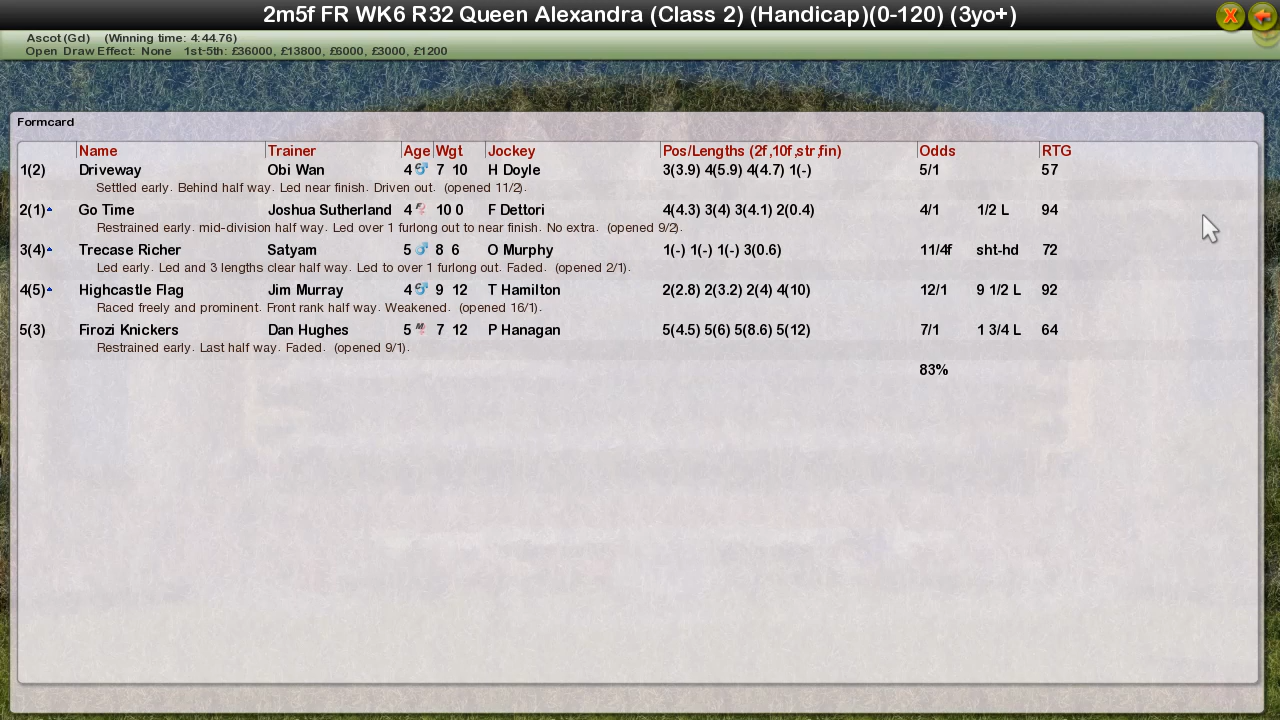 2m5f FR WK6 R32 Queen Alexandra (Class 2) (Handicap)(0-120) (3yo+)
Ascot(Gd) (Winning time: 4:44.76)
Open Draw Effect: None 1st-5th: £36000, £13800, £6000, £3000, £1200
Formcard
Name Trainer Age Wgt Jockey Pos/Lengths (2f,10f,str,fin) Odds RTG
1(2) Driveway Obi Wan 4 7 10 H Doyle 3(3.9) 4(5.9) 4(4.7) 1(-) 5/1 57
Settled early. Behind half way. Led near finish. Driven out. (opened 11/2).
2(1) Go Time Joshua Sutherland 4 10 0 F Dettori 4(4.3) 3(4) 3(4.1) 2(0.4) 4/1 1/2 L 94
Restrained early. mid-division half way. Led over 1 furlong out to near finish. No extra. (opened 9/2).
3(4) Trecase Richer Satyam 5 8 6 O Murphy 1(-) 1(-) 1(-) 3(0.6) 11/4f sht-hd 72
Led early. Led and 3 lengths clear half way. Led to over 1 furlong out. Faded. (opened 2/1).
4(5) Highcastle Flag Jim Murray 4 9 12 T Hamilton 2(2.8) 2(3.2) 2(4) 4(10) 12/1 9 1/2 L 92
Raced freely and prominent. Front rank half way. Weakened. (opened 16/1).
5(3) Firozi Knickers Dan Hughes 5 7 12 P Hanagan 5(4.5) 5(6) 5(8.6) 5(12) 7/1 1 3/4 L 64
Restrained early. Last half way. Faded. (opened 9/1).
83%